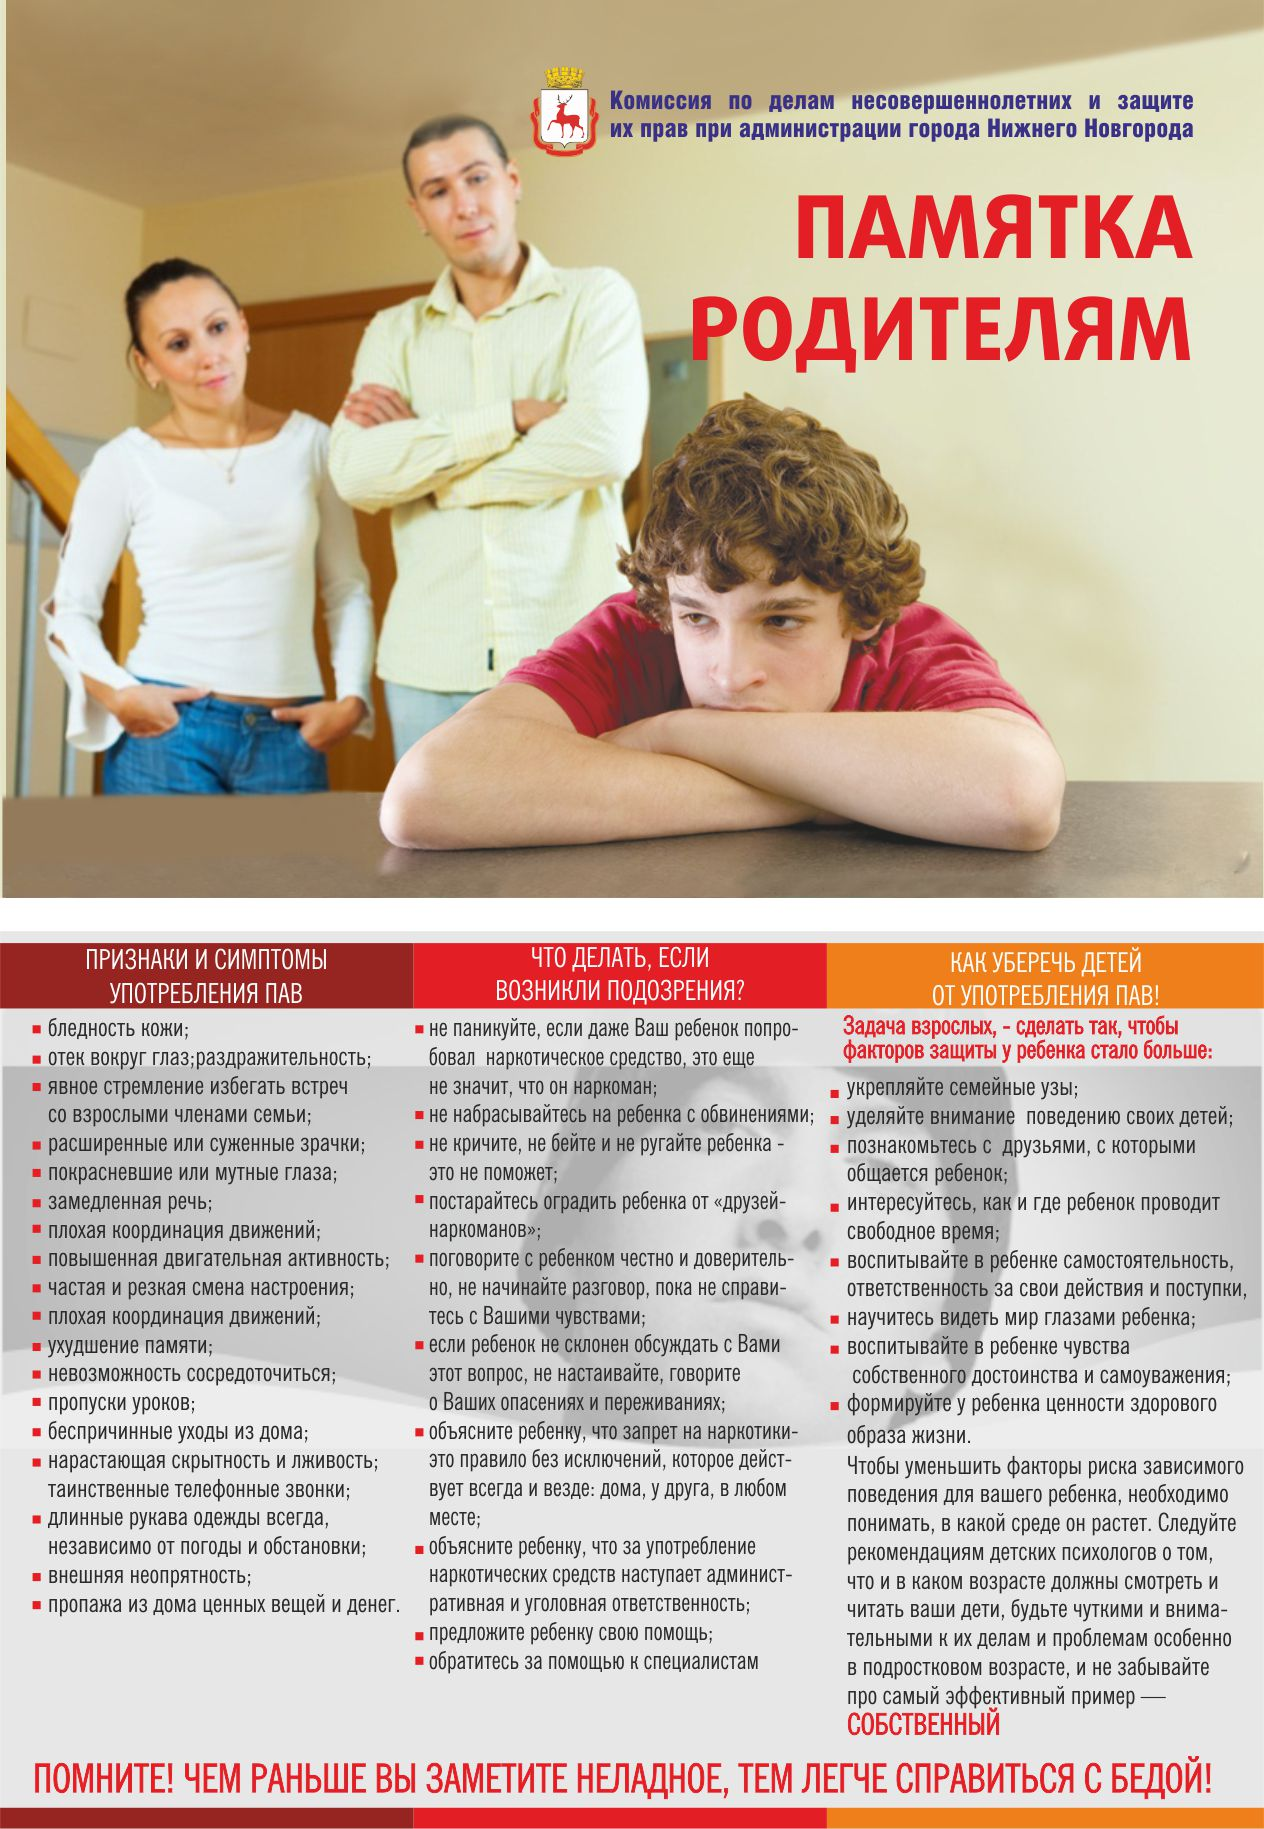 Комиссия по делам несовершеннолетних и защите
их прав при администрации города Нижнего Новгорода
ПАМЯТКА
РОДИТЕЛЯМ
ПРИЗНАКИ И СИМПТОМЫ
УПОТРЕБЛЕНИЯ ПАВ
бледность кожи;
отек вокруг глаз;раздражительность;
явное стремление избегать встреч
со взрослыми членами семьи;
расширенные или суженные зрачки;
покрасневшие или мутные глаза;
замедленная речь;
плохая координация движений;
повышенная двигательная активность;
частая и резкая смена настроения;
плохая координация движений;
ухудшение памяти;
невозможность сосредоточиться;
пропуски уроков;
беспричинные уходы из дома;
нарастающая скрытность и лживость;
таинственные телефонные звонки;
длинные рукава одежды всегда,
независимо от погоды и обстановки;
внешняя неопрятность;
пропажа из дома ценных вещей и денег.
ЧТО ДЕЛАТЬ, ЕСЛИ
ВОЗНИКЛИ ПОДОЗРЕНИЯ?
не паникуйте, если даже Ваш ребенок попро-
бовал наркотическое средство, это еще
не значит, что он наркоман;
не набрасывайтесь на ребенка с обвинениями;
не кричите, не бейте и не ругайте ребенка -
это не поможет;
постарайтесь оградить ребенка от «друзей-
наркоманов»;
поговорите с ребенком честно и доверитель-
но, не начинайте разговор, пока не справи-
тесь с Вашими чувствами;
если ребенок не склонен обсуждать с Вами
этот вопрос, не настаивайте, говорите
о Ваших опасениях и переживаниях;
объясните ребенку, что запрет на наркотики-
это правило без исключений, которое дейст-
вует всегда и везде: дома, у друга, в любом
месте;
объясните ребенку, что за употребление
наркотических средств наступает админист-
ративная и уголовная ответственность;
предложите ребенку свою помощь;
обратитесь за помощью к специалистам
КАК УБЕРЕЧЬ ДЕТЕЙ
ОТ УПОТРЕБЛЕНИЯ ПАВ!
Задача взрослых, - сделать так, чтобы
факторов защиты у ребенка стало больше:
укрепляйте семейные узы;
уделяйте внимание поведению своих детей;
познакомьтесь с друзьями, с которыми
общается ребенок;
интересуйтесь, как и где ребенок проводит
свободное время;
воспитывайте в ребенке самостоятельность,
ответственность за свои действия и поступки,
научитесь видеть мир глазами ребенка;
воспитывайте в ребенке чувства
собственного достоинства и самоуважения;
формируйте у ребенка ценности здорового
образа жизни.
Чтобы уменьшить факторы риска зависимого
поведения для вашего ребенка, необходимо
понимать, в какой среде он растет. Следуйте
рекомендациям детских психологов о том,
что и в каком возрасте должны смотреть и
читать ваши дети, будьте чуткими и внима-
тельными к их делам и проблемам особенно
в подростковом возрасте, и не забывайте
про самый эффективный пример —
СОБСТВЕННЫЙ
ПОМНИТЕ! ЧЕМ РАНЬШЕ ВЫ ЗАМЕТИТЕ НЕЛАДНОЕ, ТЕМ ЛЕГЧЕ СПРАВИТЬСЯ С БЕДОЙ!